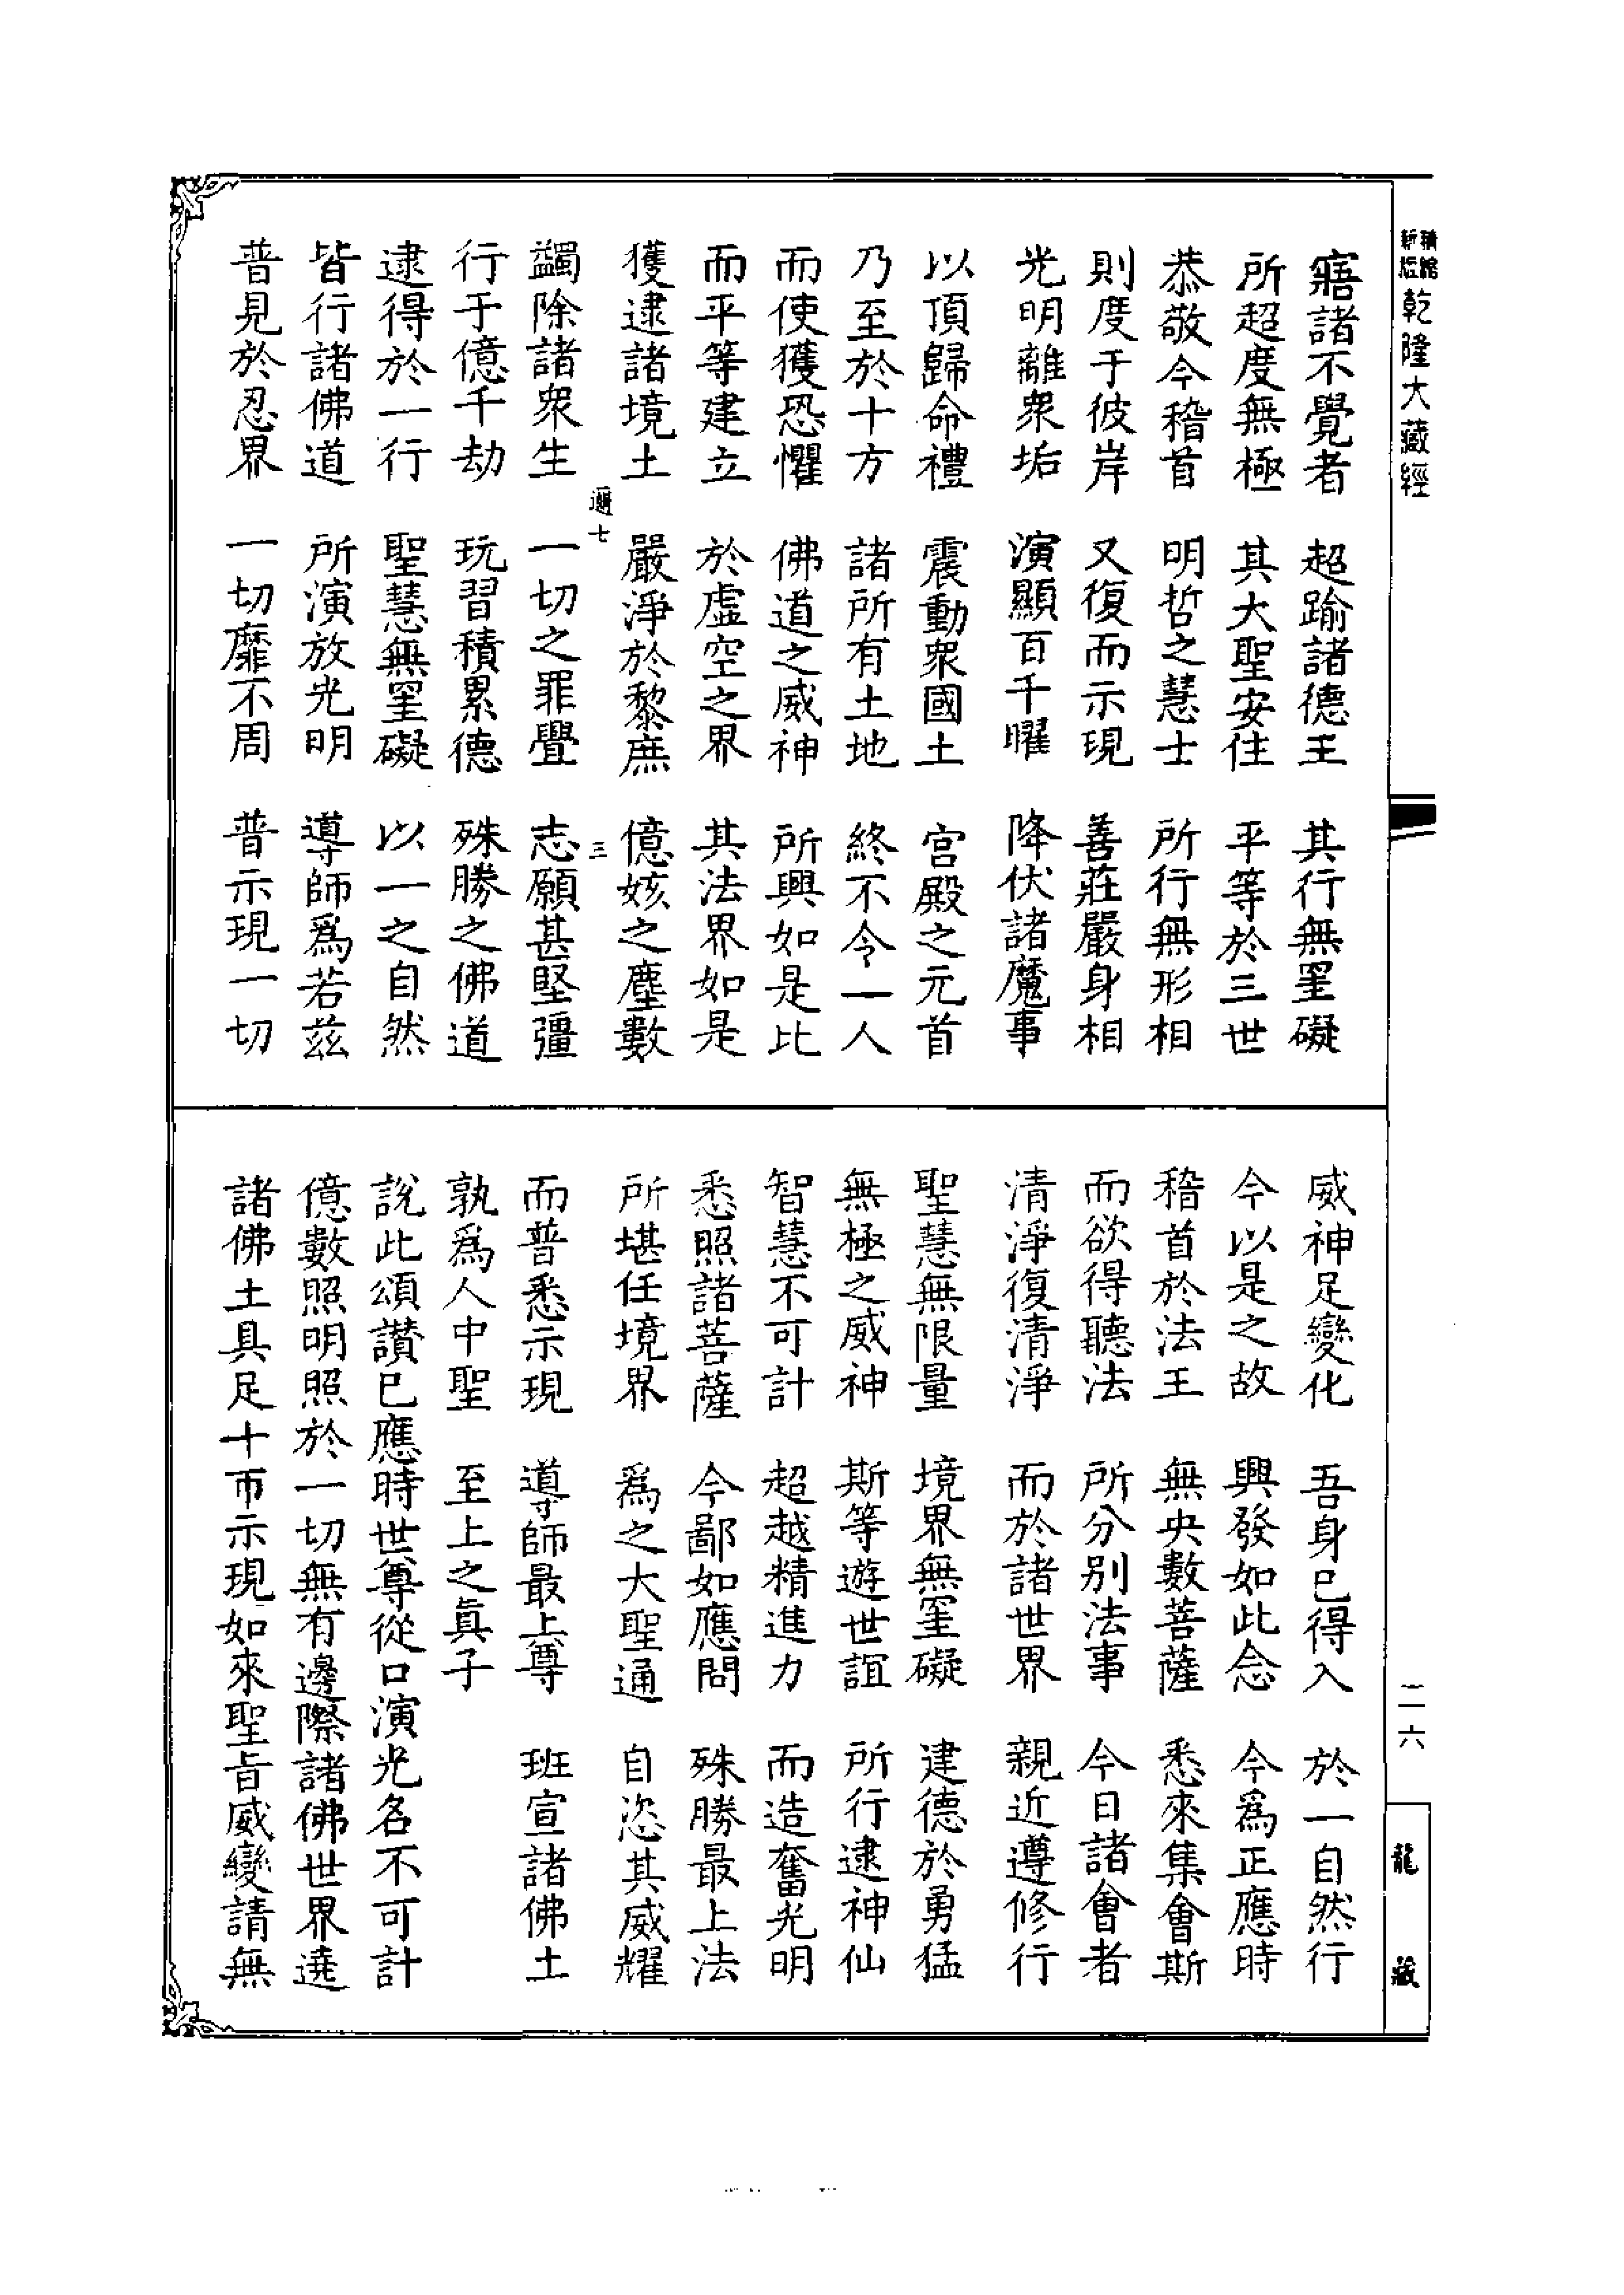 乾隆大藏經
寤諸不覺者　超踰諸德王　其行無罣礙
所超度無極　其大聖安住　平等於三世
恭敬今稽首　明哲之慧士　所行無形相
則度于彼岸　又復而示現　善莊嚴身相
光明離衆垢　演顯百千曜　降伏諸魔事
以頂歸命禮　震動衆國土　宫殿之元首
乃至於十方　諸所有土地　終不令一人
而使獲恐懼　佛道之威神　所興如是比
而平等建立　於虛空之界　其法界如是
獲逮諸境土　嚴淨於黎庶　億姟之塵數
邇七　三
蠲除諸衆生　一切之罪舋　志願甚堅彊
行于億千劫　玩習積累德　殊勝之佛道
逮得於一行　聖慧無罣礙　以一之自然
皆行諸佛道　所演放光明　導師爲若兹
普見於忍界　一切靡不周　普示現一切
威神足變化　吾身已得入　於一自然行
今以是之故　興發如此念　今爲正應時
稽首於法王　無央數菩薩　悉來集會斯
而欲得聽法　所分别法事　今日諸會者
清淨復清淨　而於諸世界　親近遵修行
聖慧無限量　境界無罣礙　建德於勇猛
無極之威神　斯等遊世誼　所行逮神仙
智慧不可計　超越精進力　而造奮光明
悉照諸菩薩　今鄙如應問　殊勝最上法
所堪任境界　爲之大聖通　自恣其威耀
而普悉示現　導師最上尊　班宣諸佛土
孰爲人中聖　至上之眞子
說此頌讚已應時世尊從口演光名不可計
億數照明照於一切無有邊際諸佛世界遶
諸佛土具足十帀示現如來聖旨威變請無
二六
龍藏